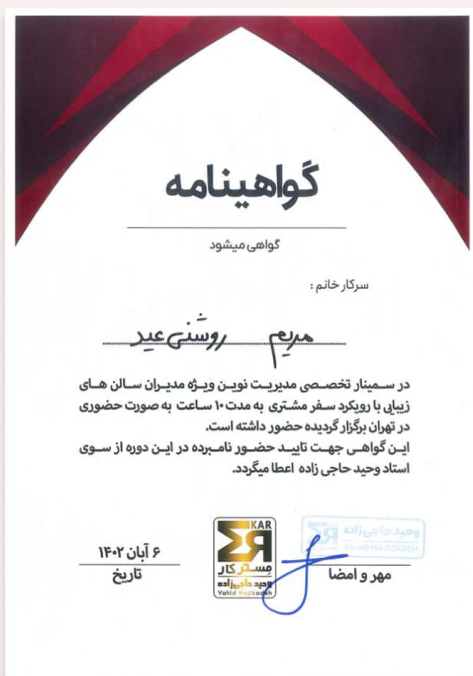 گواهینامه
گواهی میشود
سرکار خانم :
مریم روشنی عید
در سمینار تخصصی مدیریت نوین ویژه مدیران سالن های
زیبایی با رویکرد سفر مشتری به مدت ۱۰ ساعت به صورت حضوری
در تهران برگزار گردیده حضور داشته است.
این گواهی جهت تایید حضور نامبرده در این دوره از سوی
استاد وحید حاجی زاده اعطا میگردد.
وحید حاجی‌زاده
VAHID HAJIZADEH
مهر و امضا
KAR
مِستر کار
وحید حاجی‌زاده
Vahid Hajizadeh
۶ آبان ۱۴۰۲
تاریخ